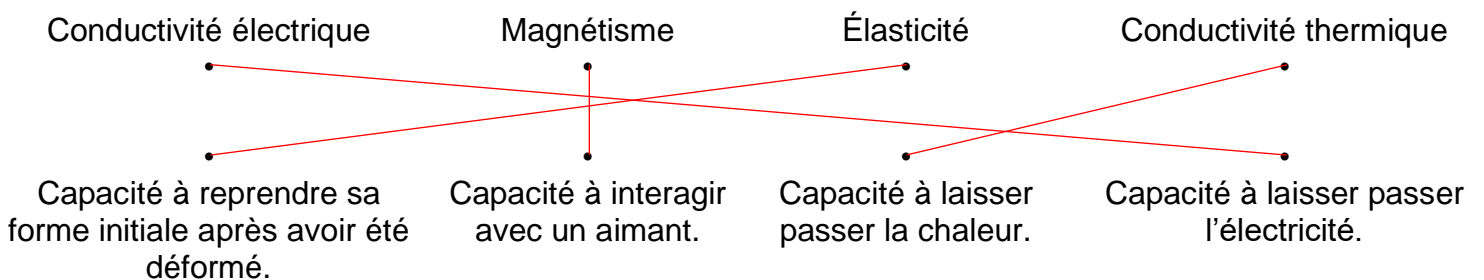 Conductivité électrique
Magnétisme
Élasticité
Conductivité thermique
Capacité à reprendre sa
forme initiale après avoir été
déformé.
Capacité à interagir
avec un aimant.
Capacité à laisser
passer la chaleur.
Capacité à laisser passer
l’électricité.